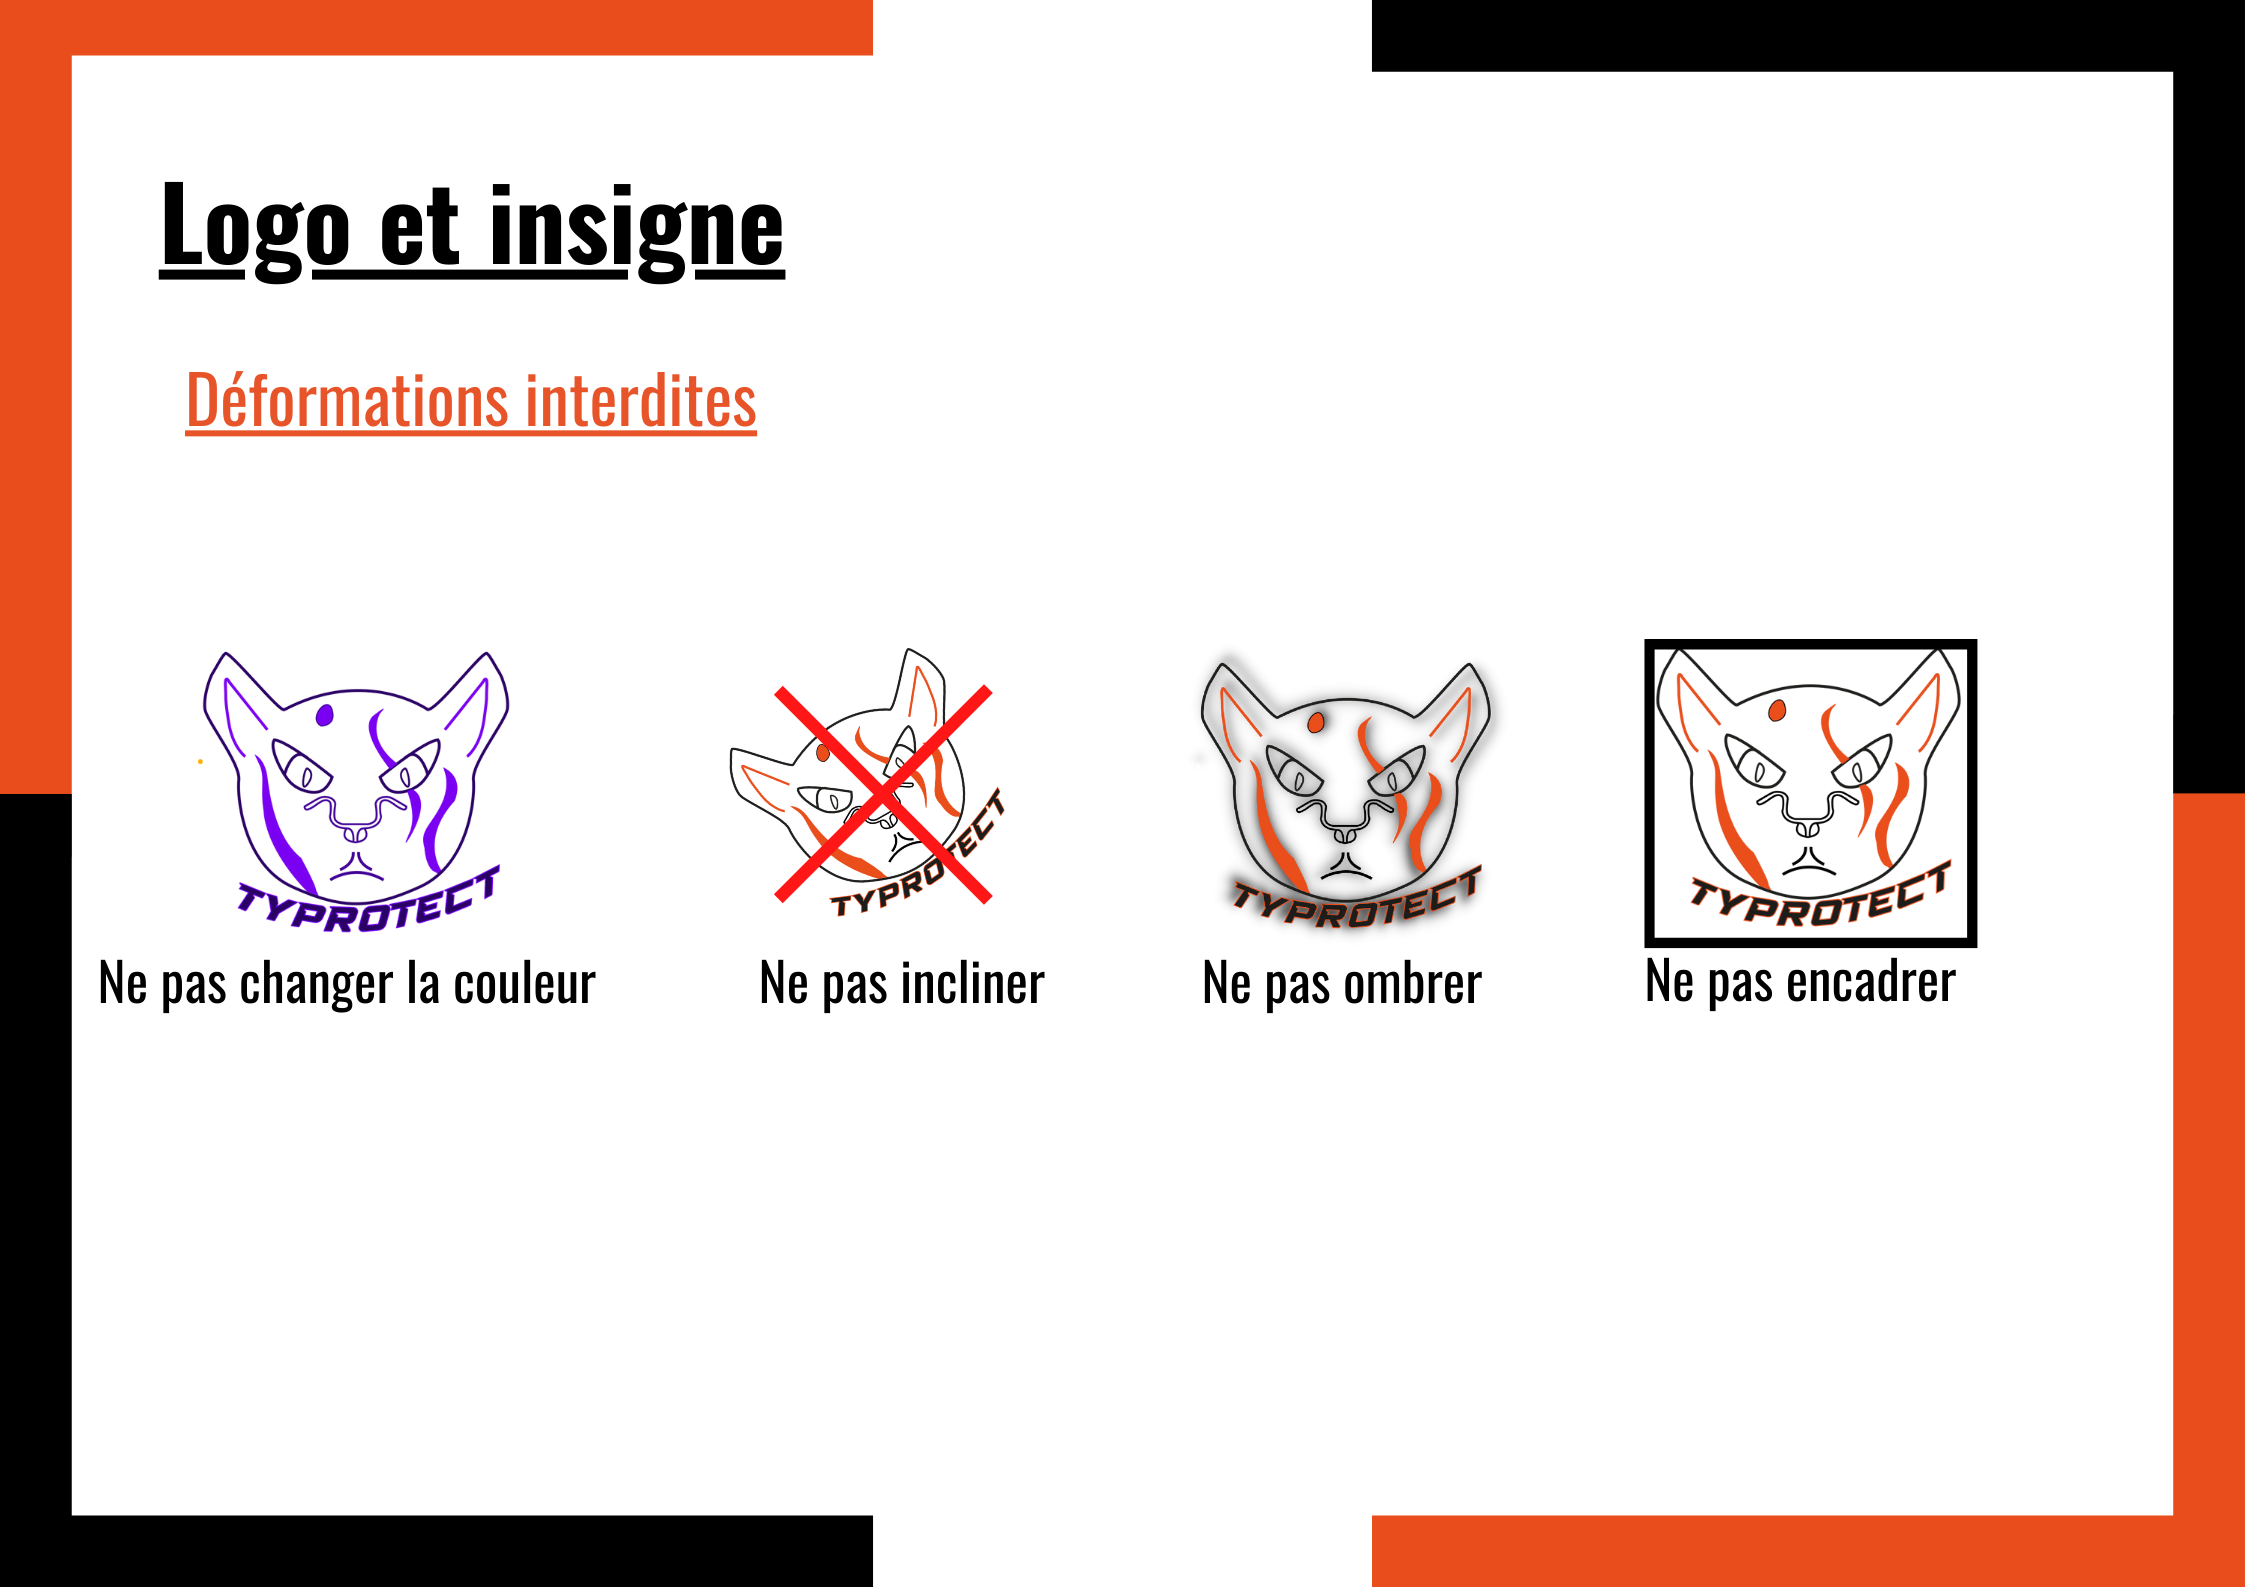 Logo et insigne
Déformations interdites
TYPROTECT
TYPROTECT
TYPROTECT
TYPROTECT
Ne pas changer la couleur
Ne pas incliner
Ne pas ombrer
Ne pas encadrer